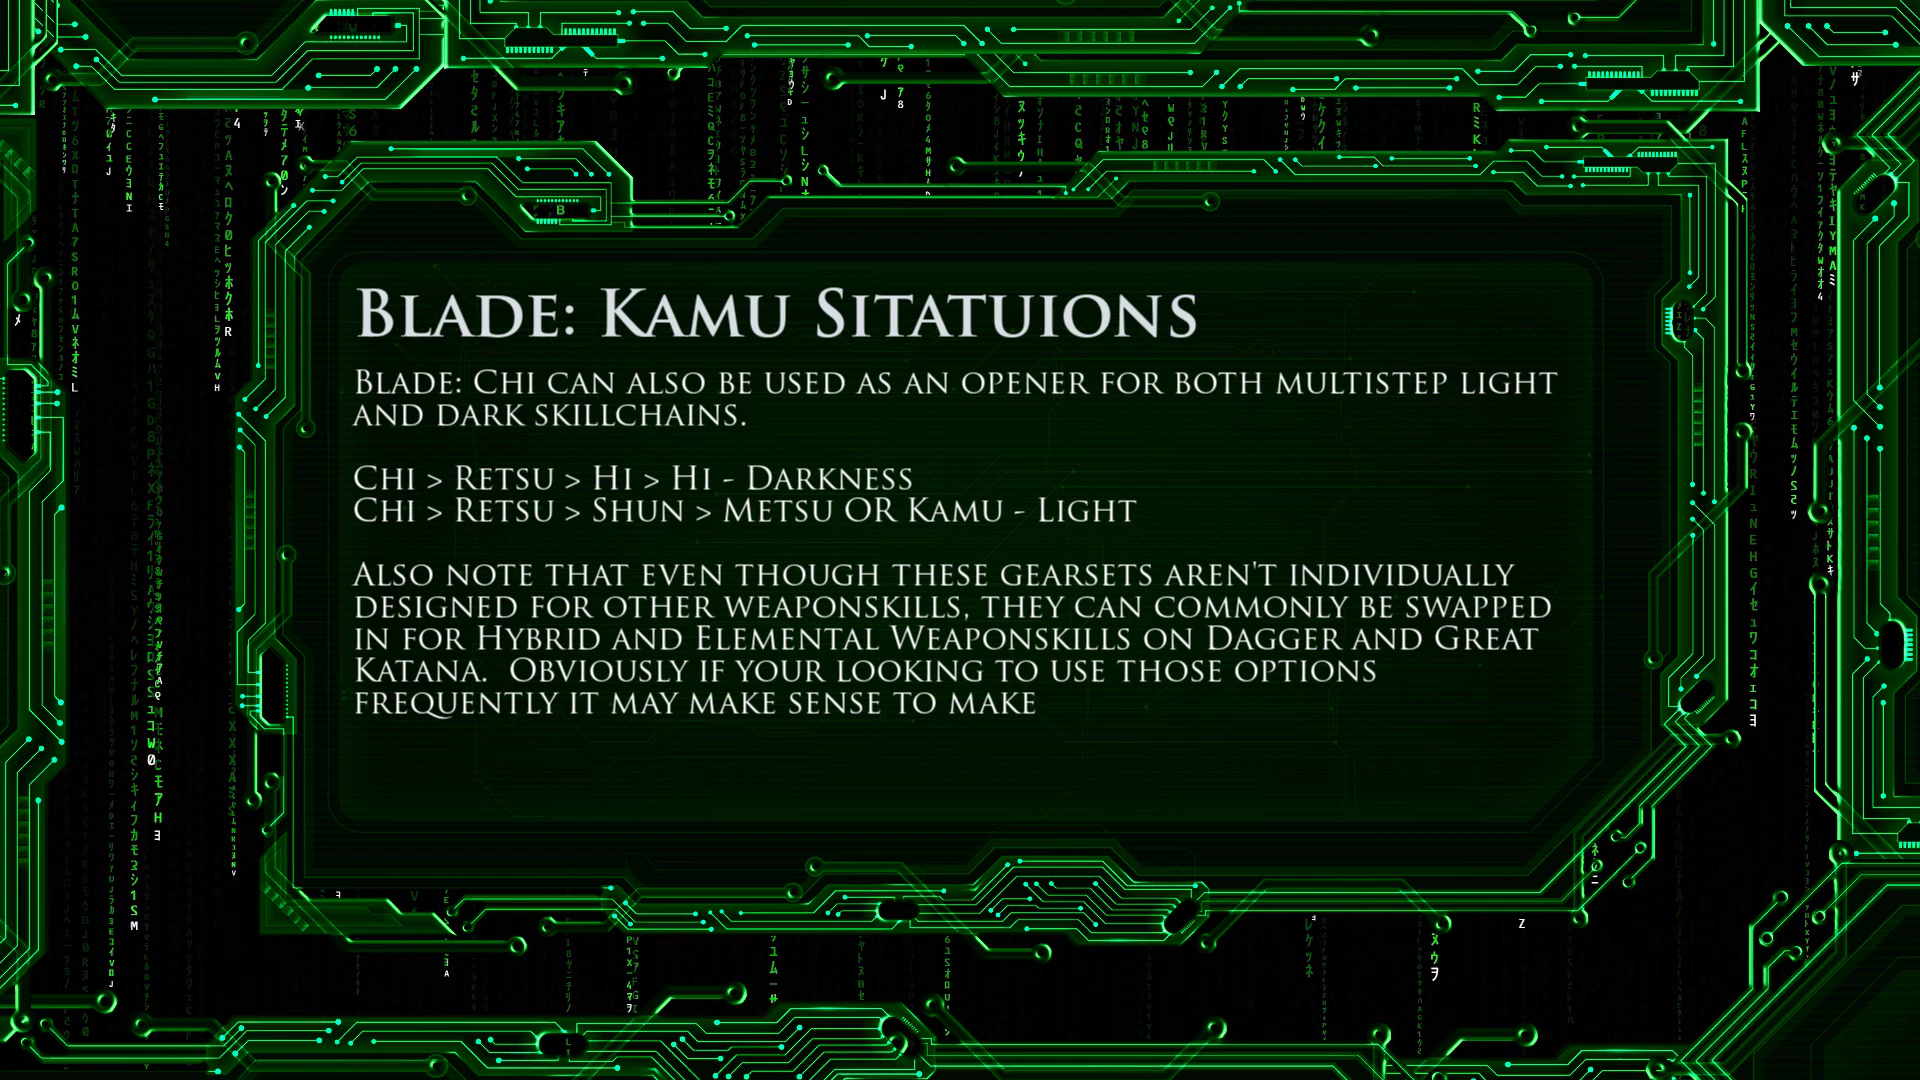 Blade: Kamu Sitatuions
Blade: Chi can also be used as an opener for both multistep light
and dark skillchains.
Chi > Retsu > Hi > Hi - Darkness
Chi > Retsu > Shun > Metsu OR Kamu - Light
Also note that even though these gearsets aren't individually
designed for other weaponskills, they can commonly be swapped
in for Hybrid and Elemental Weaponskills on Dagger and Great
Katana.  Obviously if your looking to use those options
frequently it may make sense to make